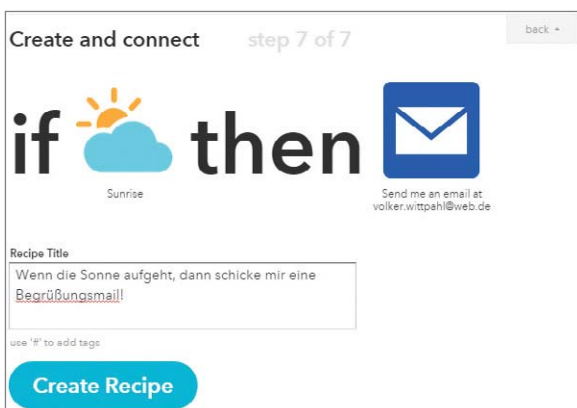 Create and connect step 7 of 7 back
if then
Sunrise
Send me an email at
volker.wittpahl@web.de
Recipe Title
Wenn die Sonne aufgeht, dann schicke mir eine
Begrüßungsmail!
use '#' to add tags
Create Recipe